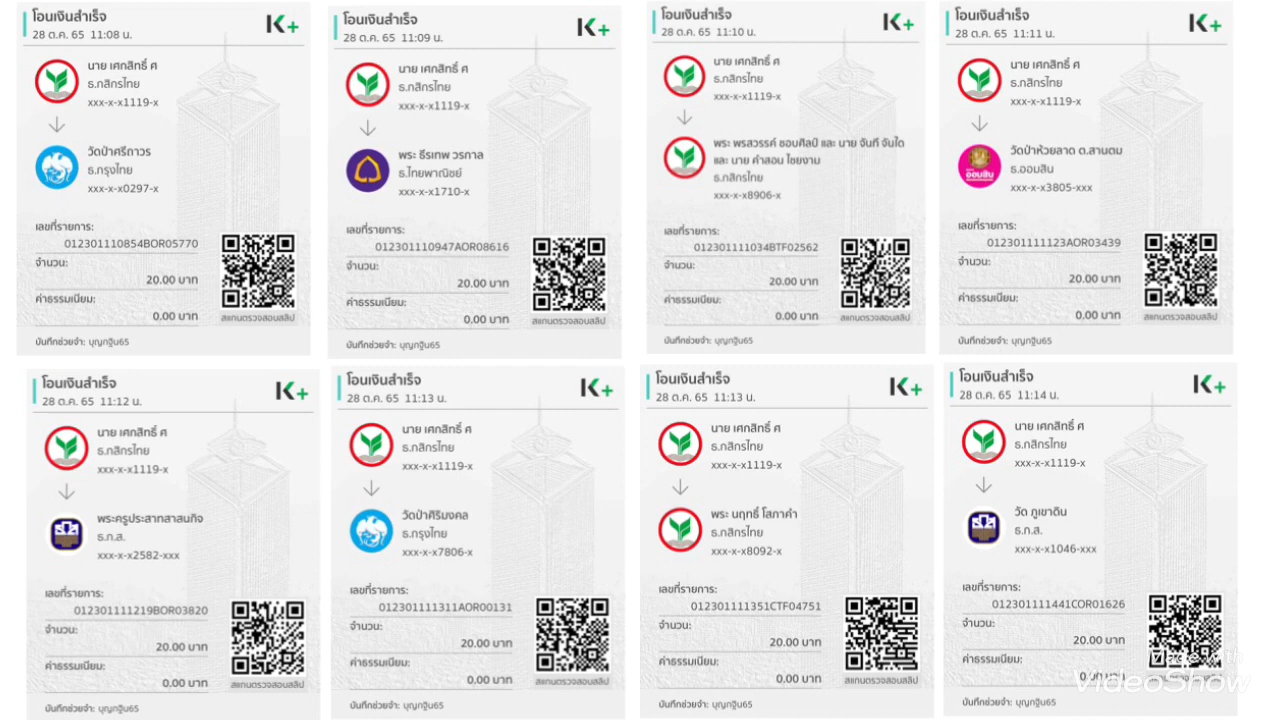 โอนเงินสำเร็จ
28 ต.ค. 65 11:08 น.
K+
นาย เศกสิทธิ์ ศ
ธ.กสิกรไทย
xxx-x-x1119-x
วัดป่าศรีถาวร
ธ.กรุงไทย
xxx-x-x0297-x
เลขที่รายการ:
012301110854BOR05770
จำนวน:
20.00 บาท
ค่าธรรมเนียม:
0.00 บาท
สแกนตรวจสอบสลิป
บันทึกช่วยจำ: บุญกฐิน65
โอนเงินสำเร็จ
28 ต.ค. 65 11:09 น.
K+
นาย เศกสิทธิ์ ศ
ธ.กสิกรไทย
xxx-x-x1119-x
พระ ธีรเทพ วรกาล
ธ.ไทยพาณิชย์
xxx-x-x1710-x
เลขที่รายการ:
012301110947AOR08616
จำนวน:
20.00 บาท
ค่าธรรมเนียม:
0.00 บาท
สแกนตรวจสอบสลิป
บันทึกช่วยจำ: บุญกฐิน65
โอนเงินสำเร็จ
28 ต.ค. 65 11:10 น.
K+
นาย เศกสิทธิ์ ศ
ธ.กสิกรไทย
xxx-x-x1119-x
พระ พรสวรรค์ ชอบศิลป์ และ นาย จันที จันได
และ นาย คำสอน ไชยงาม
ธ.กสิกรไทย
xxx-x-x8906-x
เลขที่รายการ:
012301111034BTF02562
จำนวน:
20.00 บาท
ค่าธรรมเนียม:
0.00 บาท
สแกนตรวจสอบสลิป
บันทึกช่วยจำ: บุญกฐิน65
โอนเงินสำเร็จ
28 ต.ค. 65 11:11 น.
K+
นาย เศกสิทธิ์ ศ
ธ.กสิกรไทย
xxx-x-x1119-x
ออมสิน
วัดป่าห้วยลาด ต.สานตม
ธ.ออมสิน
xxx-x-x3805-xxx
เลขที่รายการ:
012301111123AOR03439
จำนวน:
20.00 บาท
ค่าธรรมเนียม:
0.00 บาท
สแกนตรวจสอบสลิป
บันทึกช่วยจำ: บุญกฐิน65
โอนเงินสำเร็จ
28 ต.ค. 65 11:12 น.
K+
นาย เศกสิทธิ์ ศ
ธ.กสิกรไทย
xxx-x-x1119-x
พระครูประสาทสาสนกิจ
ธ.ก.ส.
xxx-x-x2582-xxx
เลขที่รายการ:
012301111219BOR03820
จำนวน:
20.00 บาท
ค่าธรรมเนียม:
0.00 บาท
สแกนตรวจสอบสลิป
บันทึกช่วยจำ: บุญกฐิน65
โอนเงินสำเร็จ
28 ต.ค. 65 11:13 น.
K+
นาย เศกสิทธิ์ ศ
ธ.กสิกรไทย
xxx-x-x1119-x
วัดป่าศิริมงคล
ธ.กรุงไทย
xxx-x-x7806-x
เลขที่รายการ:
012301111311AOR00131
จำนวน:
20.00 บาท
ค่าธรรมเนียม:
0.00 บาท
สแกนตรวจสอบสลิป
บันทึกช่วยจำ: บุญกฐิน65
โอนเงินสำเร็จ
28 ต.ค. 65 11:13 น.
K+
นาย เศกสิทธิ์ ศ
ธ.กสิกรไทย
xxx-x-x1119-x
พระ นฤทธิ์ โสภาคำ
ธ.กสิกรไทย
xxx-x-x8092-x
เลขที่รายการ:
012301111351CTF04751
จำนวน:
20.00 บาท
ค่าธรรมเนียม:
0.00 บาท
สแกนตรวจสอบสลิป
บันทึกช่วยจำ: บุญกฐิน65
โอนเงินสำเร็จ
28 ต.ค. 65 11:14 น.
K+
นาย เศกสิทธิ์ ศ
ธ.กสิกรไทย
xxx-x-x1119-x
วัด ภูเขาดิน
ธ.ก.ส.
xxx-x-x1046-xxx
เลขที่รายการ:
012301111441COR01626
จำนวน:
20.00 บาท
ค่าธรรมเนียม:
0.00 บาท
สแกนตรวจสอบสลิป
บันทึกช่วยจำ: บุญกฐิน65
Made with
VideoShow